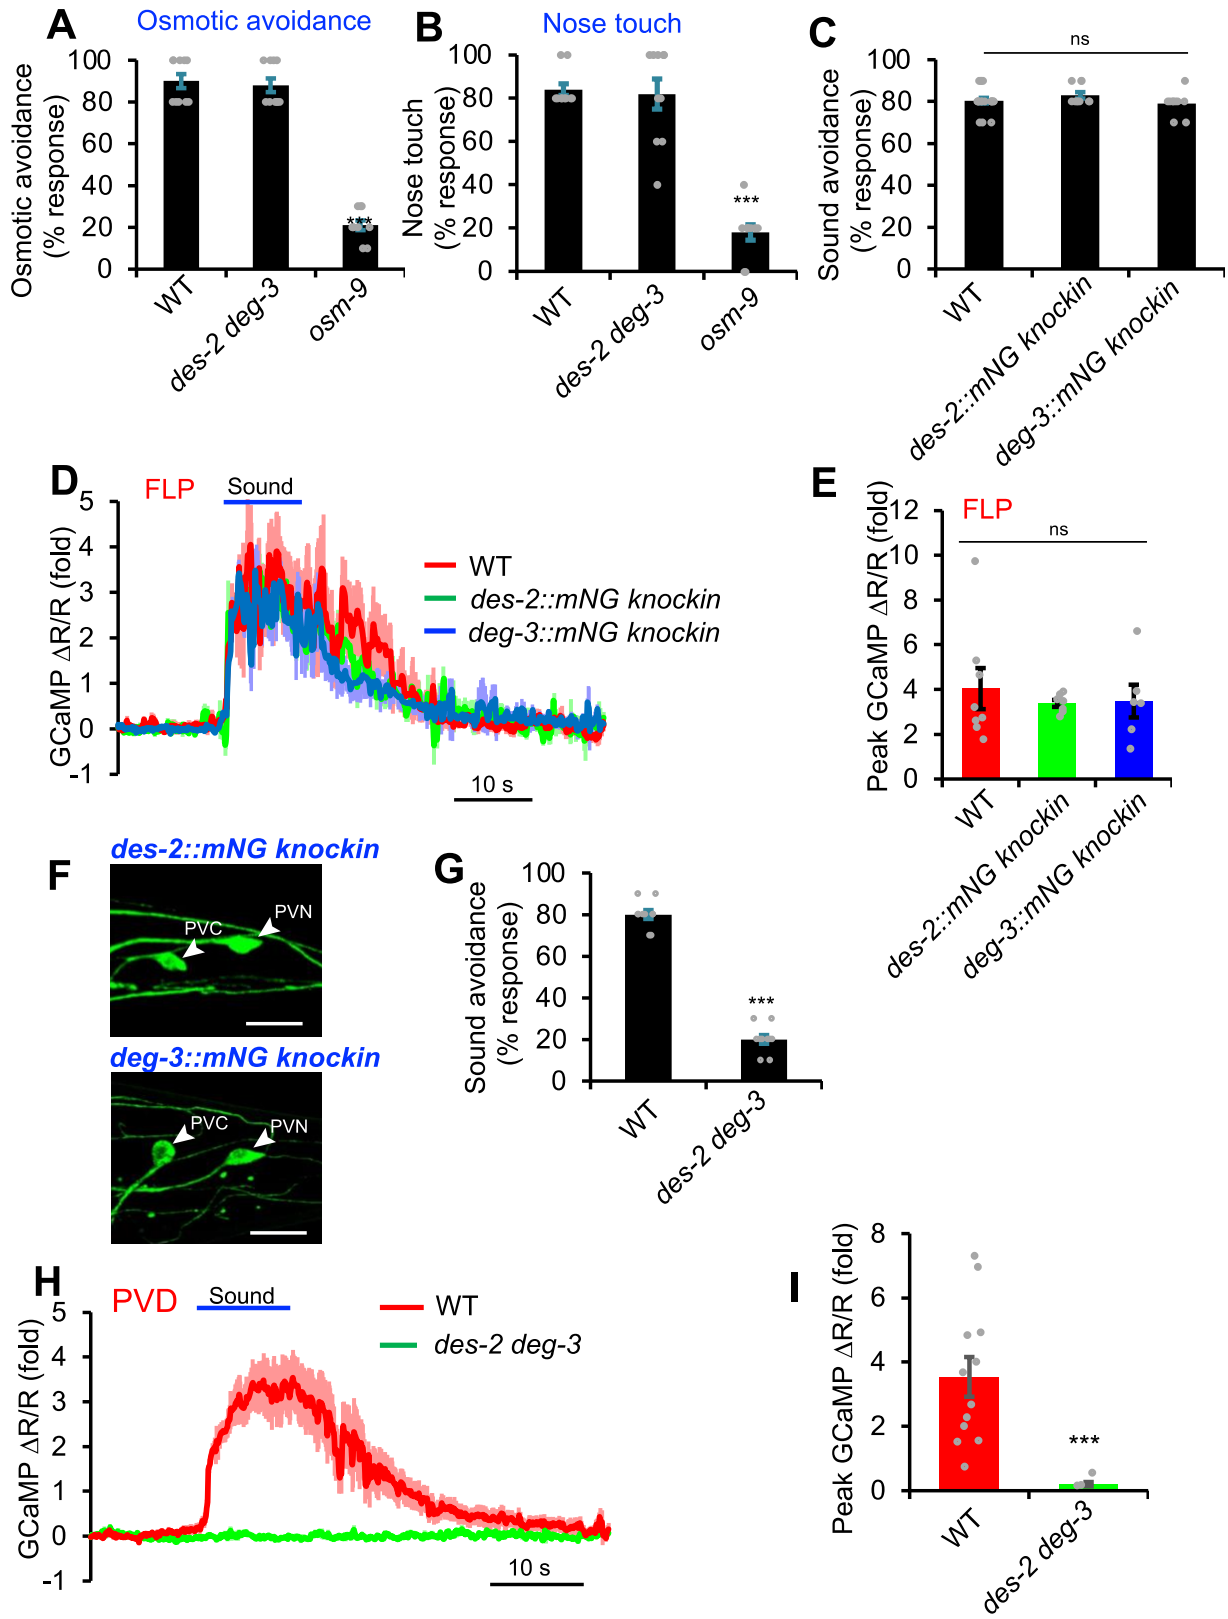 A
Osmotic avoidance
Osmotic avoidance
(% response)
100
80
60
40
20
0
***
WT
des-2 deg-3
osm-9
B
Nose touch
Nose touch
(% response)
100
80
60
40
20
0
***
WT
des-2 deg-3
osm-9
C
Sound avoidance
(% response)
100
80
60
40
20
0
ns
WT
des-2::mNG knockin
deg-3::mNG knockin
D
FLP
Sound
GCaMP ΔR/R (fold)
5
4
3
2
1
0
-1
WT
des-2::mNG knockin
deg-3::mNG knockin
10 s
E
FLP
ns
Peak GCaMP ΔR/R (fold)
12
10
8
6
4
2
0
WT
des-2::mNG knockin
deg-3::mNG knockin
F
des-2::mNG knockin
PVC
PVN
deg-3::mNG knockin
PVC
PVN
G
Sound avoidance
(% response)
100
80
60
40
20
0
***
WT
des-2 deg-3
H
PVD
Sound
GCaMP ΔR/R (fold)
5
4
3
2
1
0
-1
WT
des-2 deg-3
10 s
I
Peak GCaMP ΔR/R (fold)
8
6
4
2
0
***
WT
des-2 deg-3